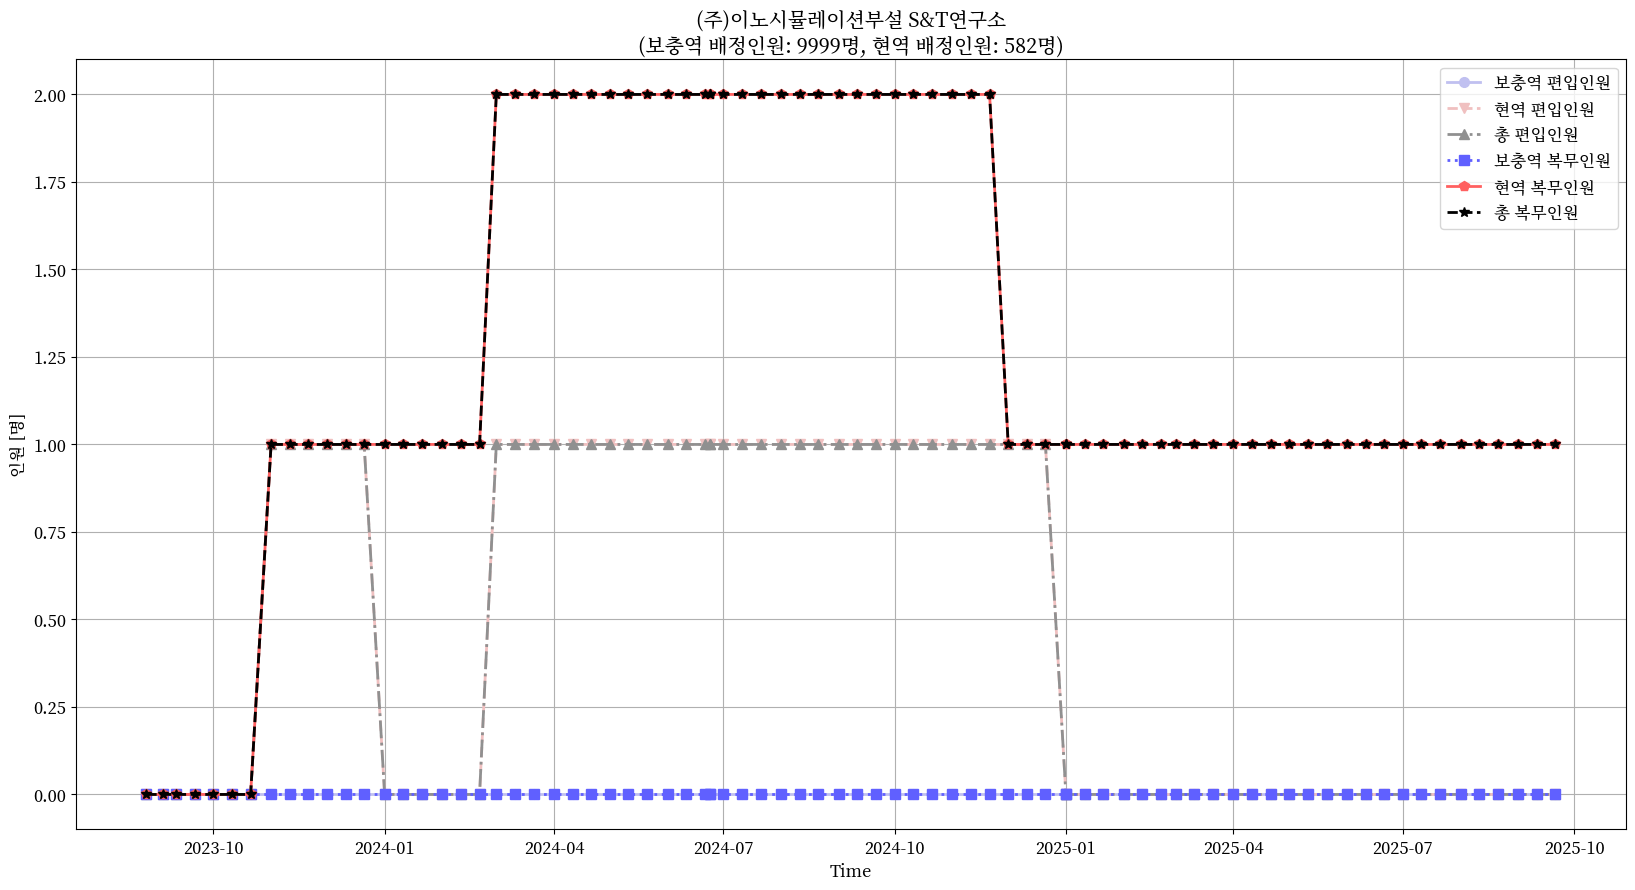 (주)이노시뮬레이션부설 S&T연구소
(보충역 배정인원: 9999명, 현역 배정인원: 582명)
보충역 편입인원
현역 편입인원
총 편입인원
보충역 복무인원
현역 복무인원
총 복무인원
인원 [명]
2.00
1.75
1.50
1.25
1.00
0.75
0.50
0.25
0.00
2023-10
2024-01
2024-04
2024-07
2024-10
2025-01
2025-04
2025-07
2025-10
Time